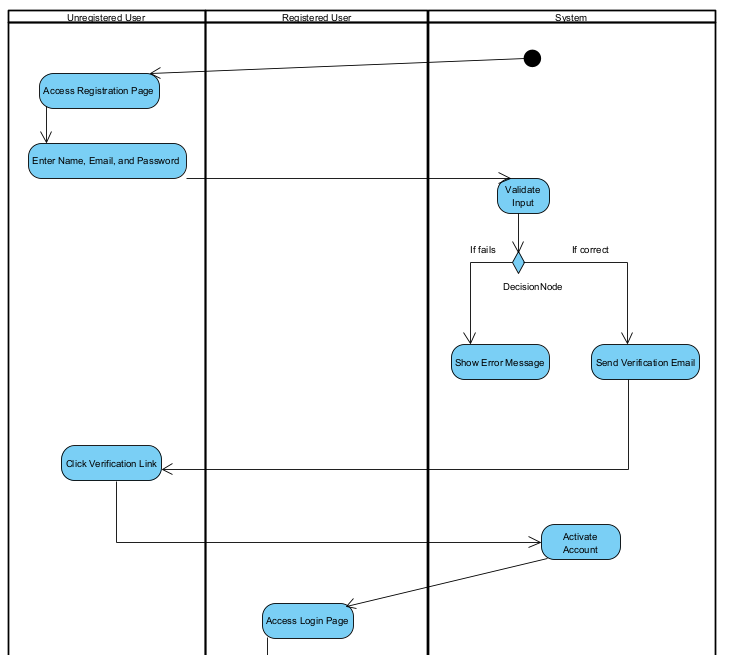 Unregistered User
Registered User
System
Access Registration Page
Enter Name, Email, and Password
Validate
Input
If fails
If correct
DecisionNode
Show Error Message
Send Verification Email
Click Verification Link
Activate
Account
Access Login Page